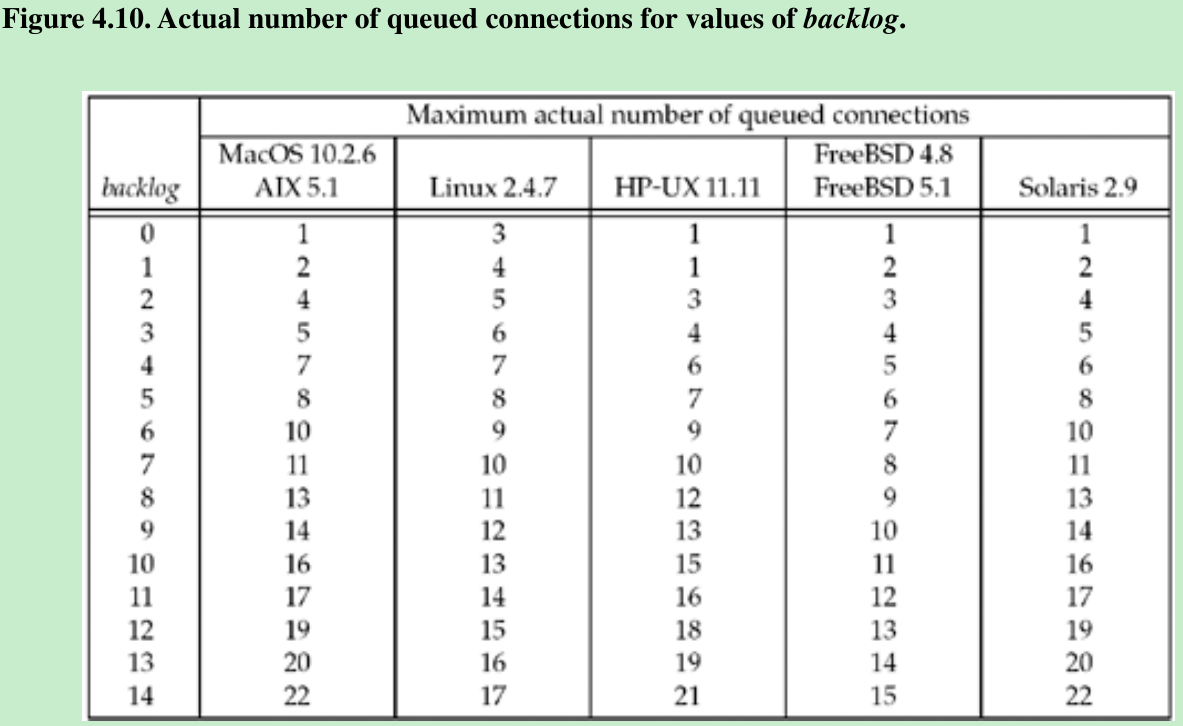 Figure 4.10. Actual number of queued connections for values of backlog.
Maximum actual number of queued connections
MacOS 10.2.6 FreeBSD 4.8
backlog AIX 5.1 Linux 2.4.7 HP-UX 11.11 FreeBSD 5.1 Solaris 2.9
0 1 3 1 1 1
1 2 4 1 2 2
2 4 5 3 3 4
3 5 6 4 4 5
4 7 7 6 5 6
5 8 8 7 6 8
6 10 9 9 7 10
7 11 10 10 8 11
8 13 11 12 9 13
9 14 12 13 10 14
10 16 13 15 11 16
11 17 14 16 12 17
12 19 15 18 13 19
13 20 16 19 14 20
14 22 17 21 15 22